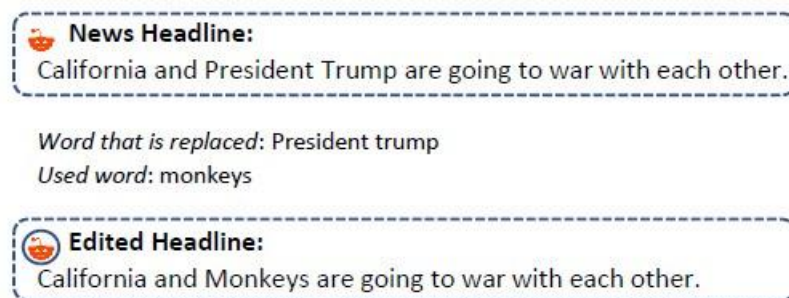 News Headline:
California and President Trump are going to war with each other.
Word that is replaced: President trump
Used word: monkeys
Edited Headline:
California and Monkeys are going to war with each other.